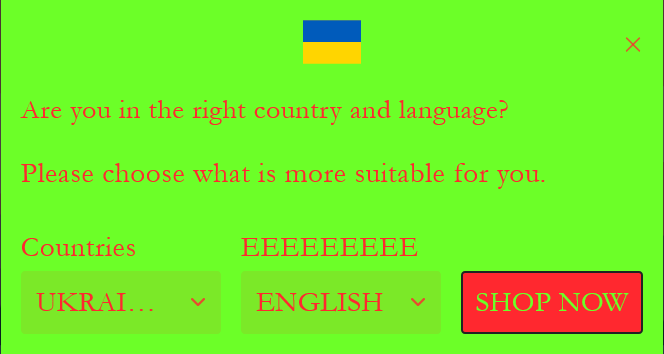 Are you in the right country and language?
Please choose what is more suitable for you.
Countries EEEEEEEEE
UKRAI... ENGLISH SHOP NOW